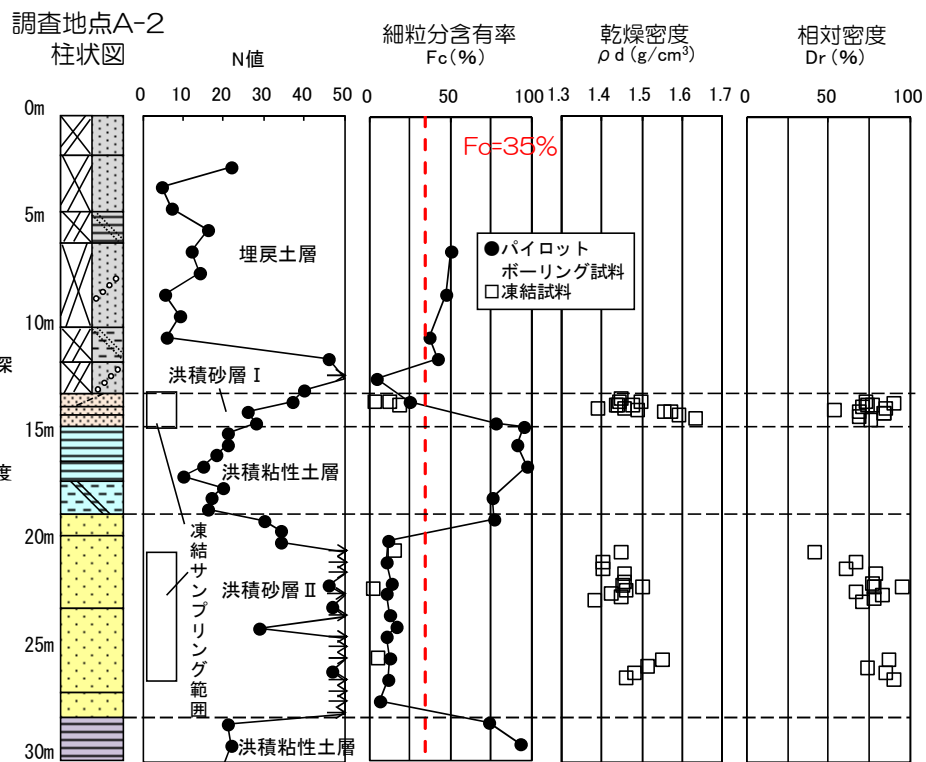 調査地点A-2
柱状図
N値
細粒分含有率
Fc(%)
乾燥密度
ρd(g/cm³)
相対密度
Dr(%)
0 10 20 30 40 50
0 50 100
1.3 1.4 1.5 1.6 1.7
0 50 100
0m
5m
10m
15m
20m
25m
30m
深
度
Fc=35%
●パイロット
ボーリング試料
□凍結試料
埋戻土層
洪積砂層Ⅰ
洪積粘性土層
洪積砂層Ⅱ
洪積粘性土層
凍結サンプリング範囲